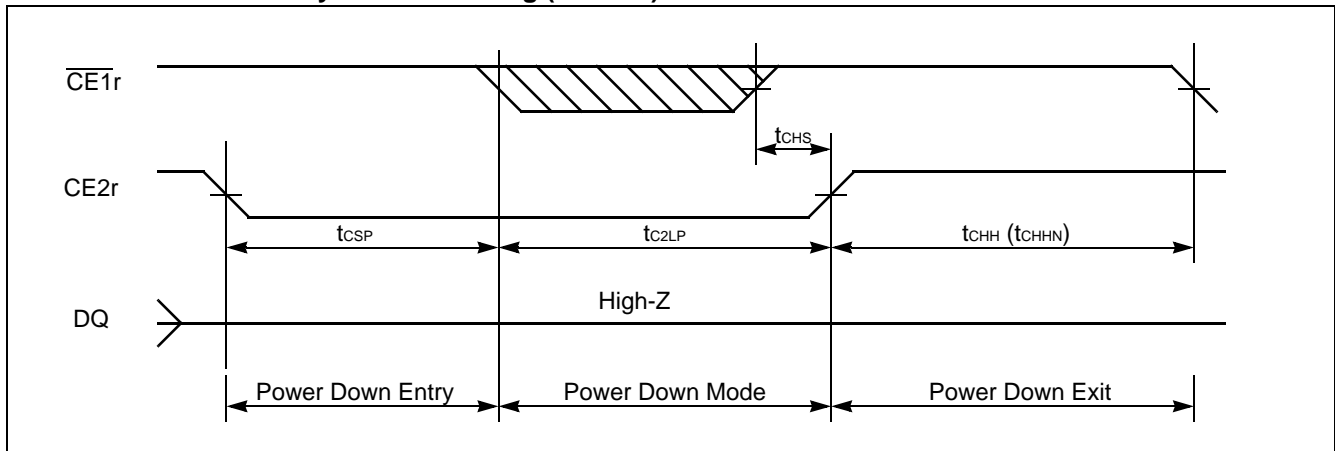 CE1r
tCHS
CE2r
tCSP
tC2LP
tCHH (tCHHN)
High-Z
DQ
Power Down Entry
Power Down Mode
Power Down Exit